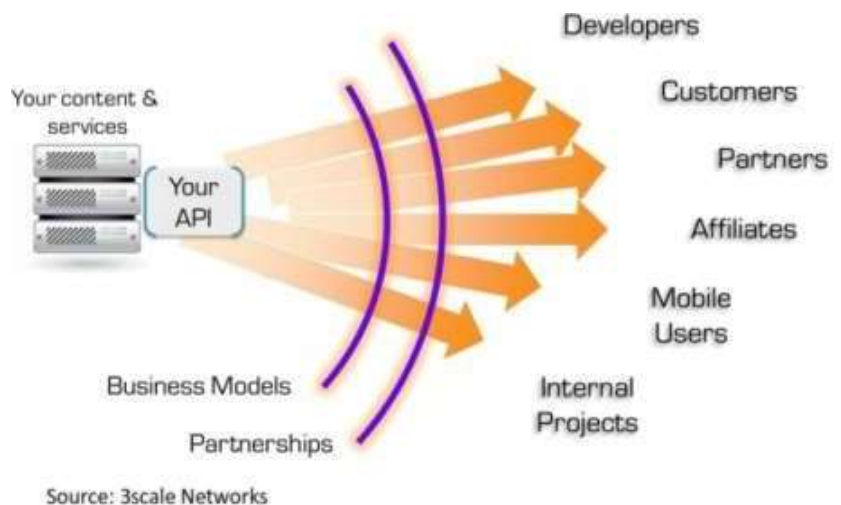 Developers
Your content &
services
Customers
Your
API
Partners
Affiliates
Mobile
Users
Business Models
Internal
Projects
Partnerships
Source: 3scale Networks